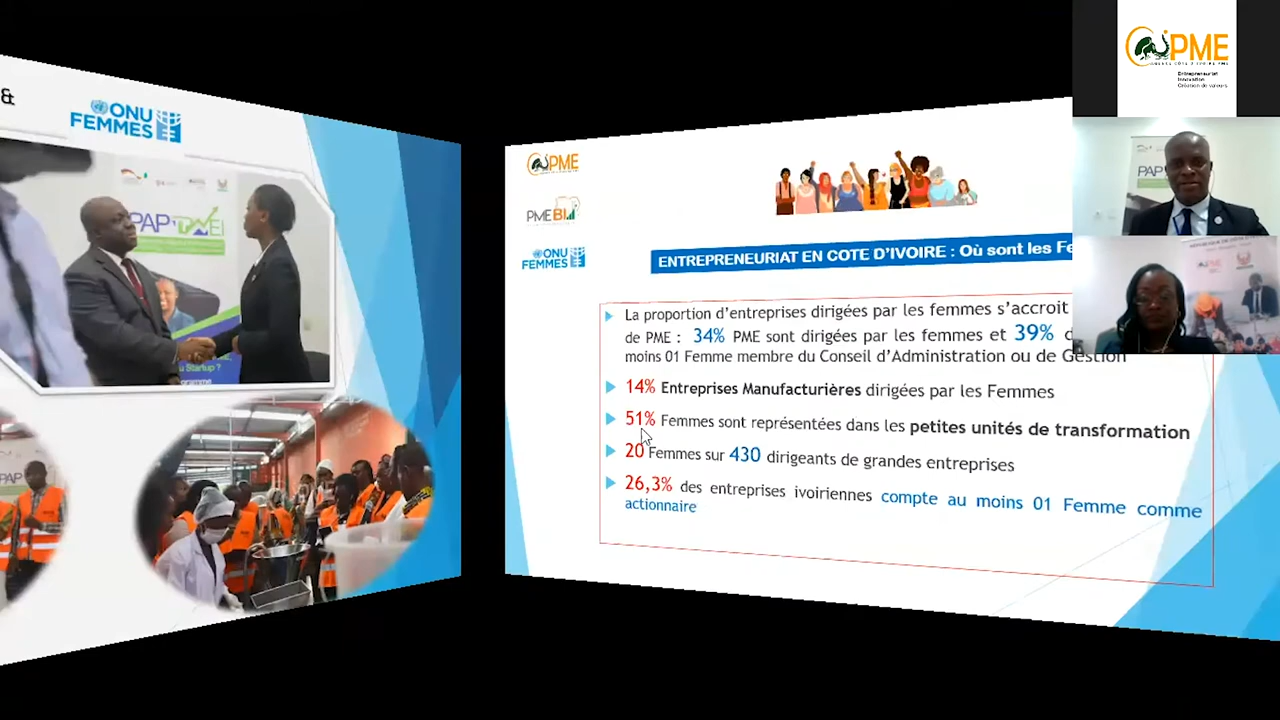 &
ONU
FEMMES
PAP
u Startup ?
PAP
PME
PME BI
ONU
FEMMES
ENTREPRENEURIAT EN COTE D’IVOIRE : Où sont les Fe
La proportion d’entreprises dirigées par les femmes s’accroit
de PME : 34% PME sont dirigées par les femmes et 39% d
moins 01 Femme membre du Conseil d’Administration ou de Gestion
14% Entreprises Manufacturières dirigées par les Femmes
51% Femmes sont représentées dans les petites unités de transformation
20 Femmes sur 430 dirigeants de grandes entreprises
26,3% des entreprises ivoiriennes compte au moins 01 Femme comme
actionnaire
PME
Entrepreneuriat
Innovation
Création de valeurs
PAP